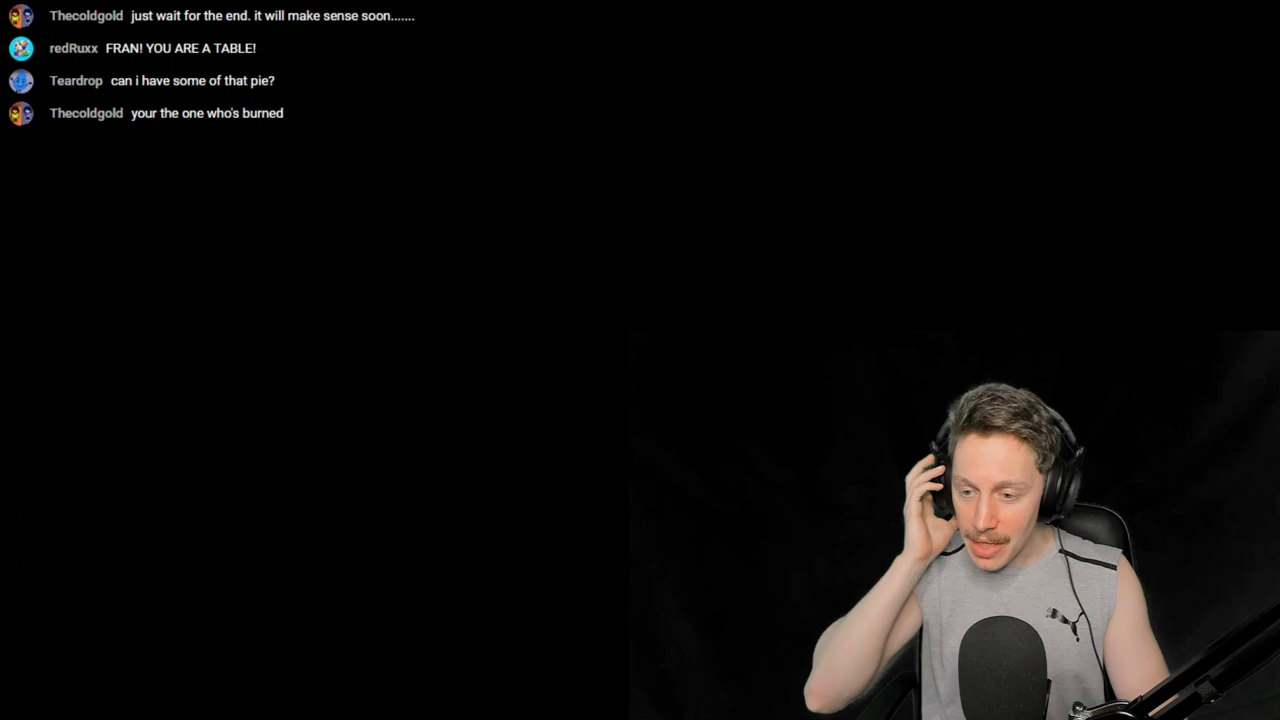 Thecoldgold just wait for the end. it will make sense soon.......
redRuxx FRAN! YOU ARE A TABLE!
Teardrop can i have some of that pie?
Thecoldgold your the one who's burned